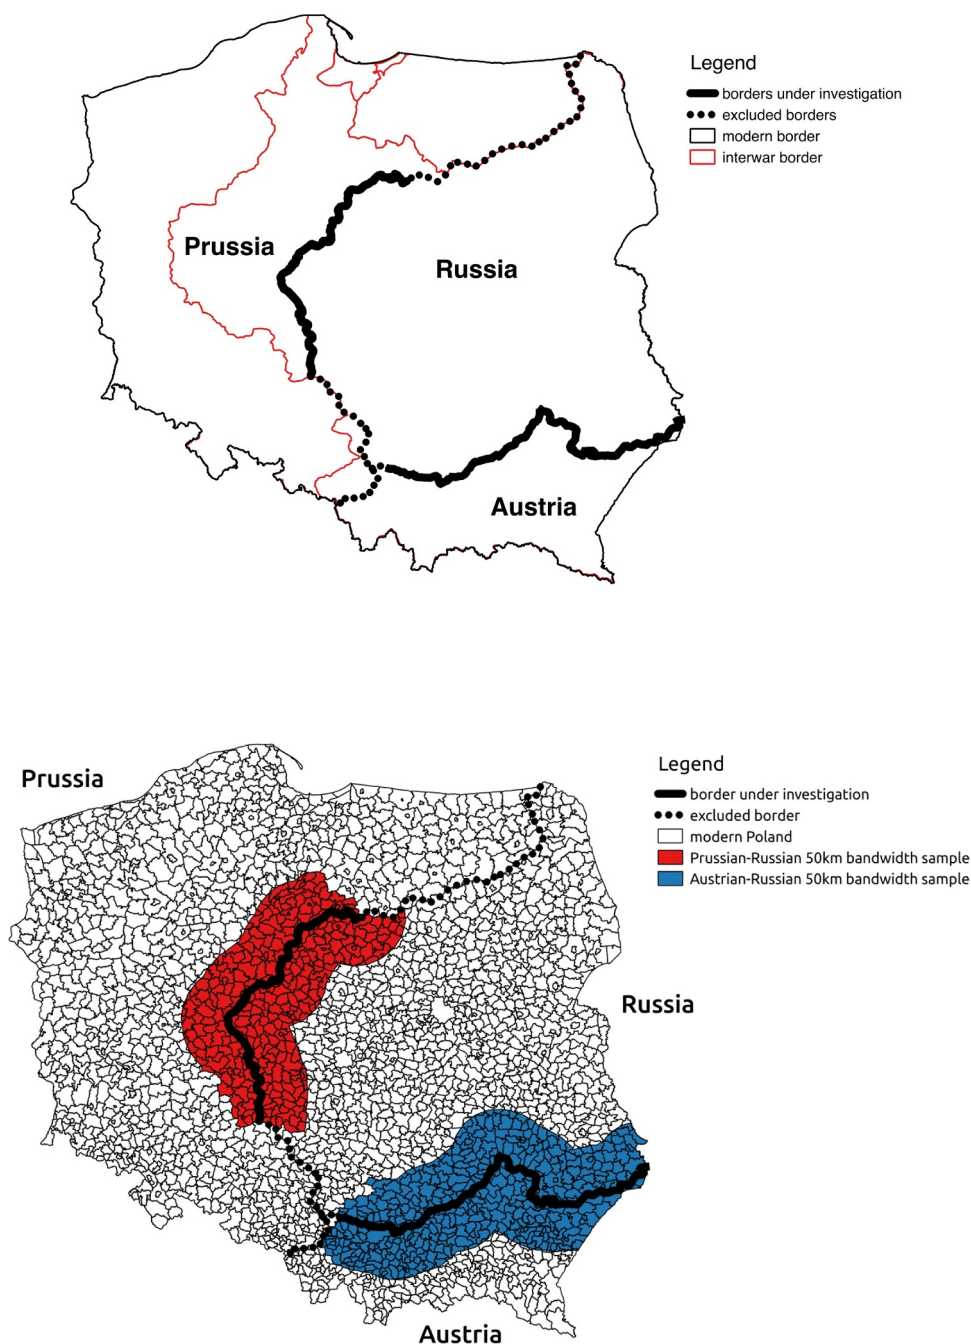 Legend
borders under investigation
excluded borders
modern border
interwar border
Prussia
Russia
Austria
Prussia
Legend
border under investigation
excluded border
modern Poland
Prussian-Russian 50km bandwidth sample
Austrian-Russian 50km bandwidth sample
Russia
Austria